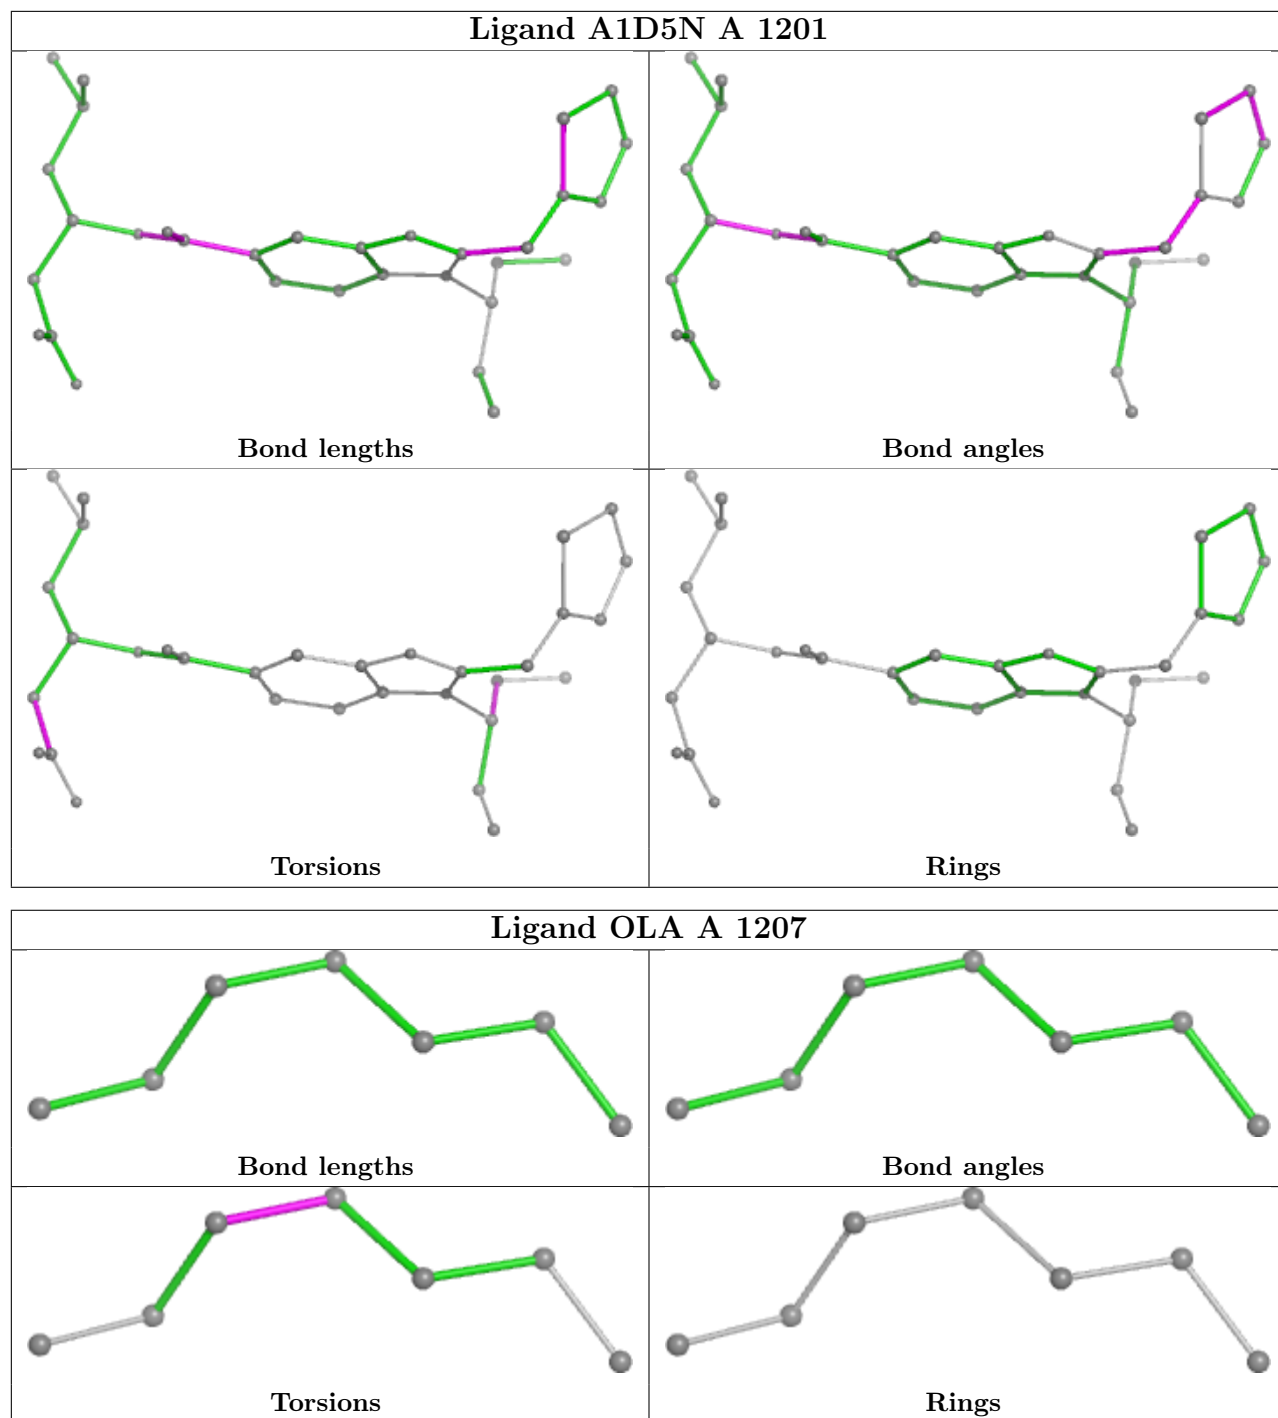 Ligand A1D5N A 1201
Bond lengths
Bond angles
Torsions
Rings
Ligand OLA A 1207
Bond lengths
Bond angles
Torsions
Rings